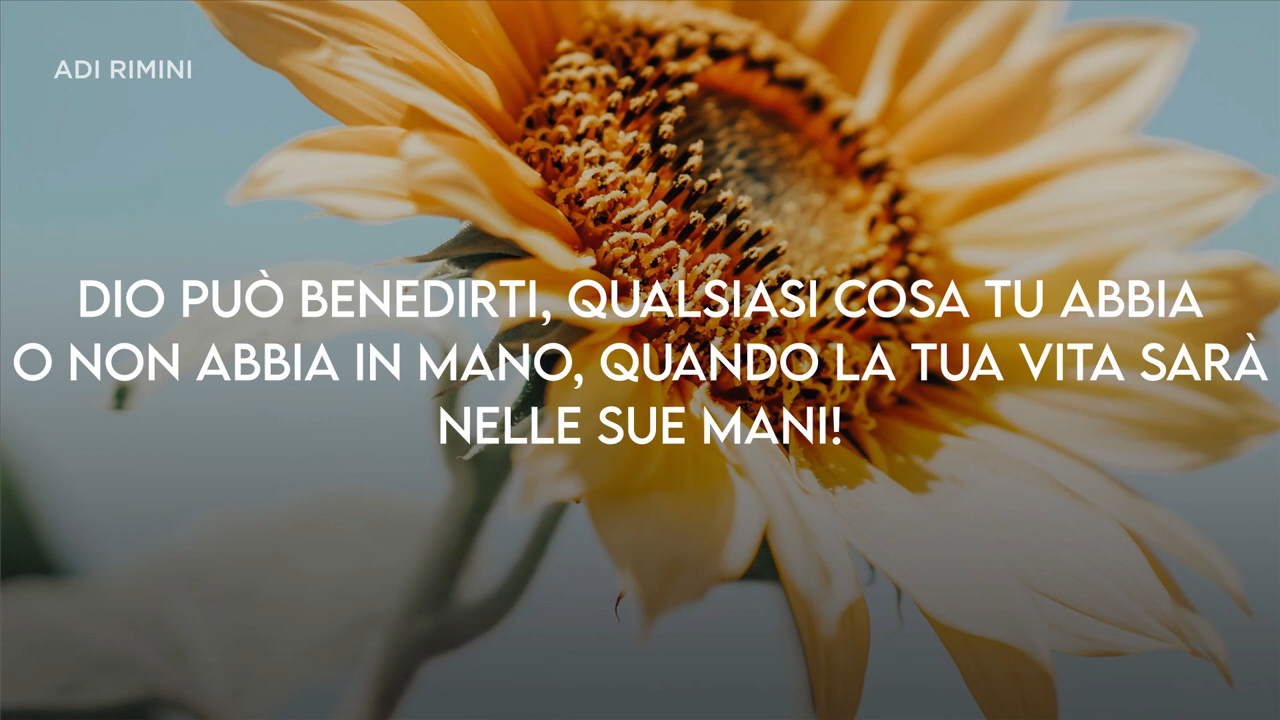 ADI RIMINI
DIO PUÒ BENEDIRTI, QUALSIASI COSA TU ABBIA
O NON ABBIA IN MANO, QUANDO LA TUA VITA SARÀ
NELLE SUE MANI!